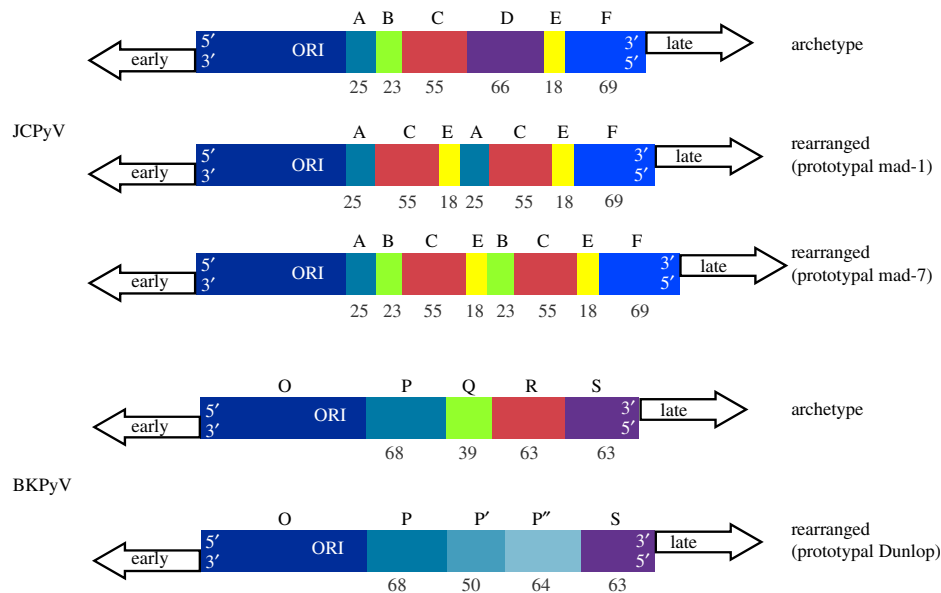 A B C D E F
5′ ORI 3′ late
early 3′ 5′ archetype
25 23 55 66 18 69
JCPyV
A C E A C E F
5′ ORI 3′ late rearranged
early 3′ 5′ (prototypal mad-1)
25 55 18 25 55 18 69
A B C E B C E F
5′ ORI 3′ late rearranged
early 3′ 5′ (prototypal mad-7)
25 23 55 18 23 55 18 69
O P Q R S
5′ ORI 3′ late archetype
early 3′ 5′
68 39 63 63
BKPyV
O P P′ P″ S
5′ ORI 3′ late rearranged
early 3′ 5′ (prototypal Dunlop)
68 50 64 63